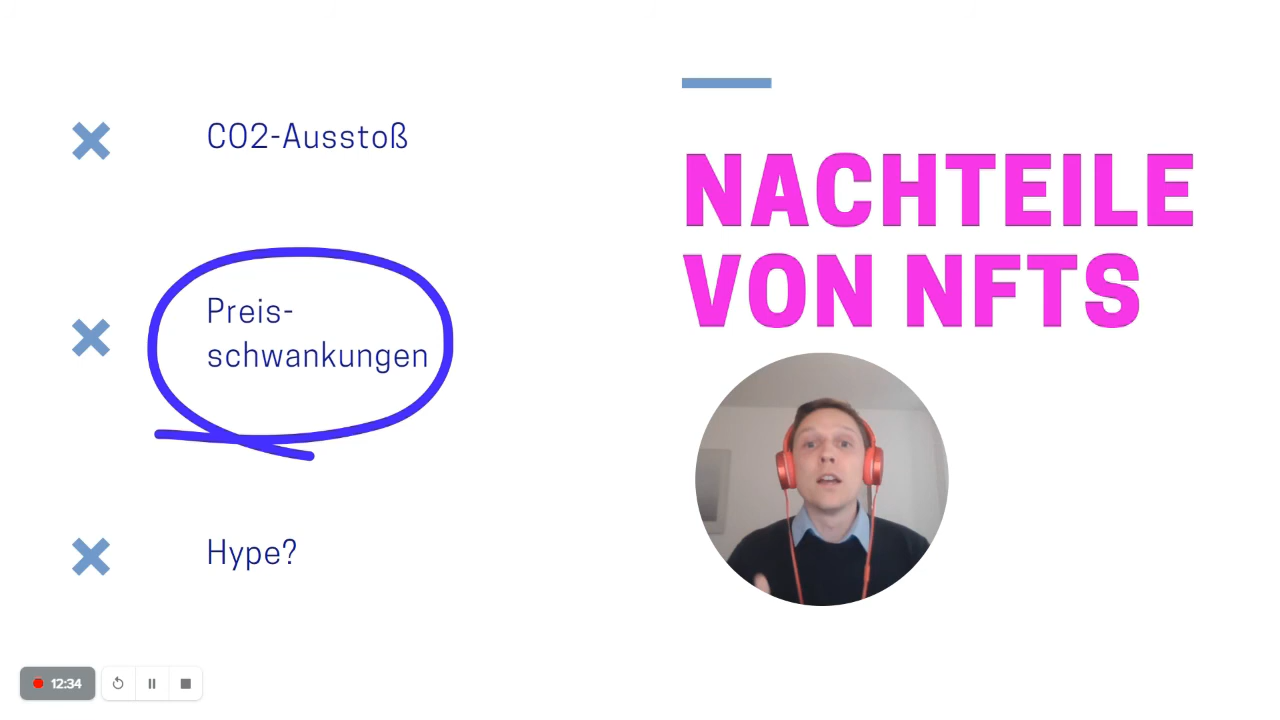 CO2-Ausstoß
Preis-
schwankungen
Hype?
NACHTEILE
VON NFTS
12:34